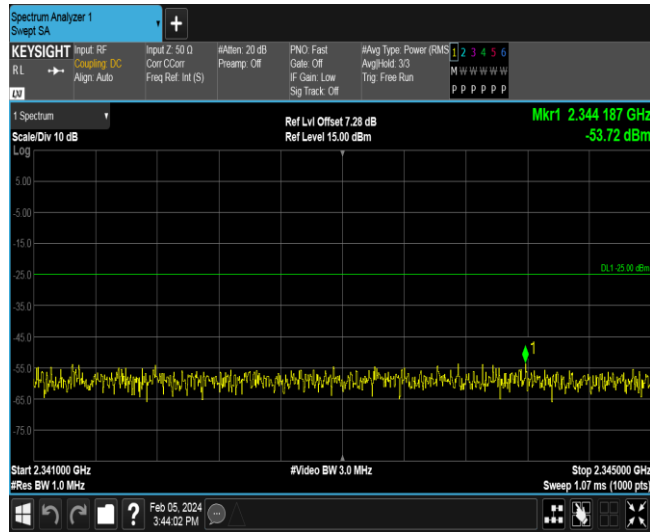 Spectrum Analyzer 1
Swept SA
+
KEYSIGHT
RL
LXI
Input: RF
Coupling: DC
Align: Auto
Input Z: 50 Ω
Corr CCorr
Freq Ref: Int (S)
#Atten: 20 dB
Preamp: Off
PNO: Fast
Gate: Off
IF Gain: Low
Sig Track: Off
#Avg Type: Power (RMS
Avg|Hold: 3/3
Trig: Free Run
1 2 3 4 5 6
M W W W W W
P P P P P P
1 Spectrum
Scale/Div 10 dB
Log
Ref Lvl Offset 7.28 dB
Ref Level 15.00 dBm
Mkr1 2.344 187 GHz
-53.72 dBm
5.00
-5.00
-15.0
-25.0
DL1 -25.00 dBm
-35.0
-45.0
1
-55.0
-65.0
-75.0
Start 2.341000 GHz
#Video BW 3.0 MHz
Stop 2.345000 GHz
#Res BW 1.0 MHz
Sweep 1.07 ms (1000 pts)
?
Feb 05, 2024
3:44:02 PM